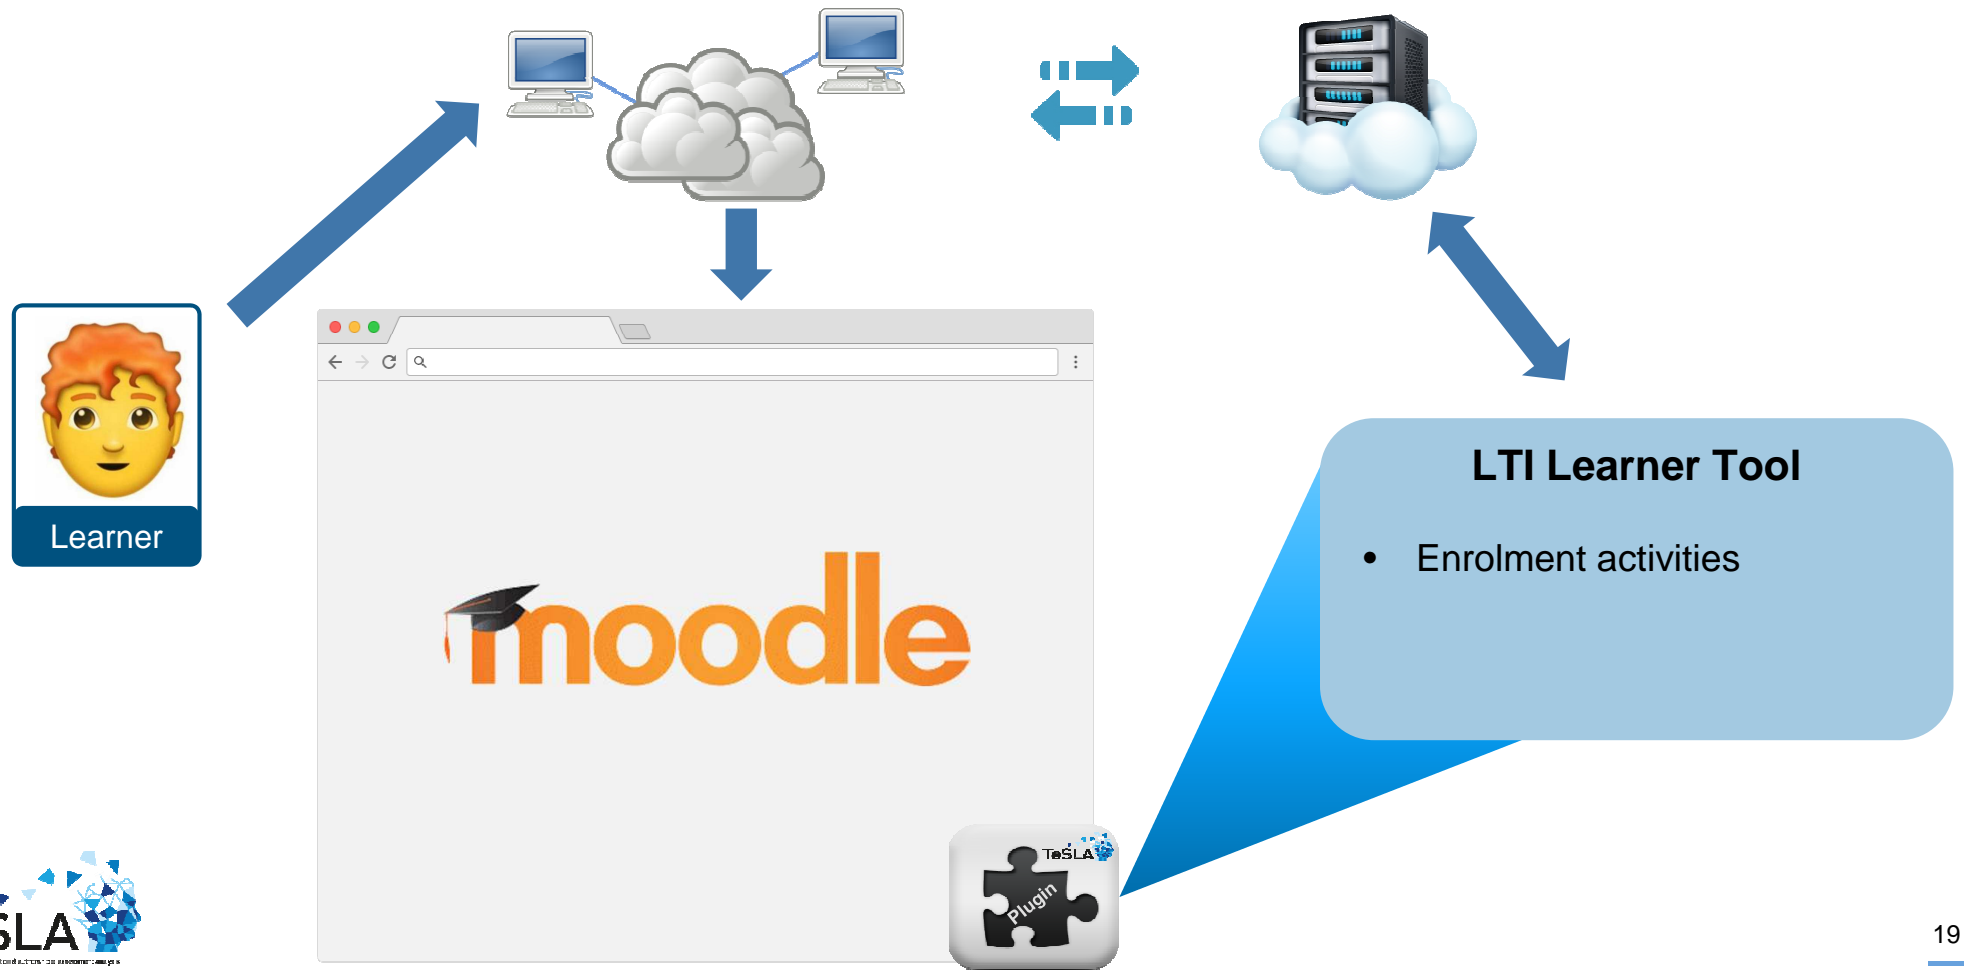 Learner
moodle
LTI Learner Tool
• Enrolment activities
TeSLA
Plugin
SLA
19